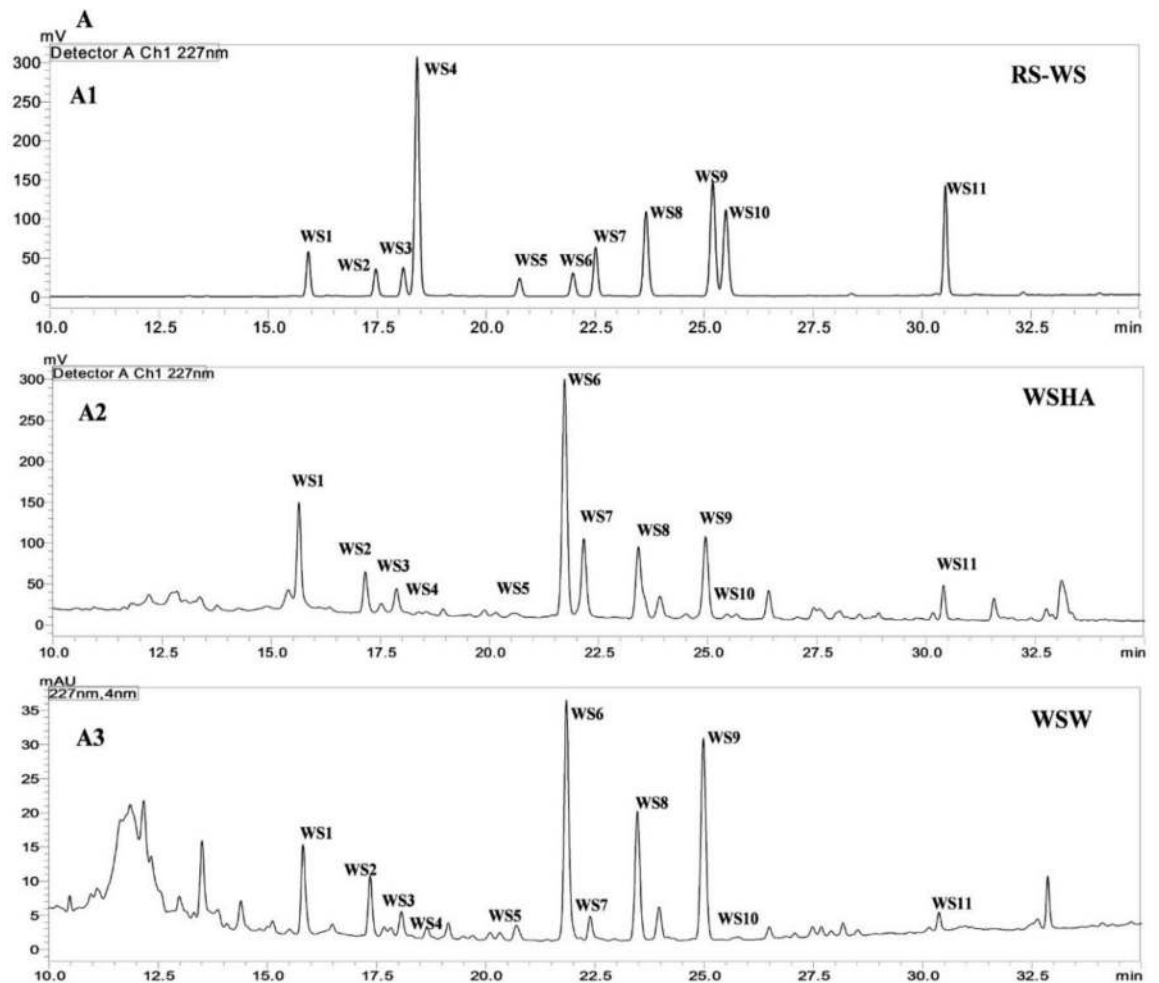 A
mV
Detector A Ch1 227nm
A1
RS-WS
300
250
200
150
100
50
0
WS1
WS2
WS3
WS4
WS5
WS6
WS7
WS8
WS9
WS10
WS11
10.0 12.5 15.0 17.5 20.0 22.5 25.0 27.5 30.0 32.5 min
mV
Detector A Ch1 227nm
A2
WSHA
300
250
200
150
100
50
0
WS1
WS2
WS3
WS4
WS5
WS6
WS7
WS8
WS9
WS10
WS11
10.0 12.5 15.0 17.5 20.0 22.5 25.0 27.5 30.0 32.5 min
mAU
227nm,4nm
A3
WSW
35
30
25
20
15
10
5
0
WS1
WS2
WS3
WS4
WS5
WS6
WS7
WS8
WS9
WS10
WS11
10.0 12.5 15.0 17.5 20.0 22.5 25.0 27.5 30.0 32.5 min